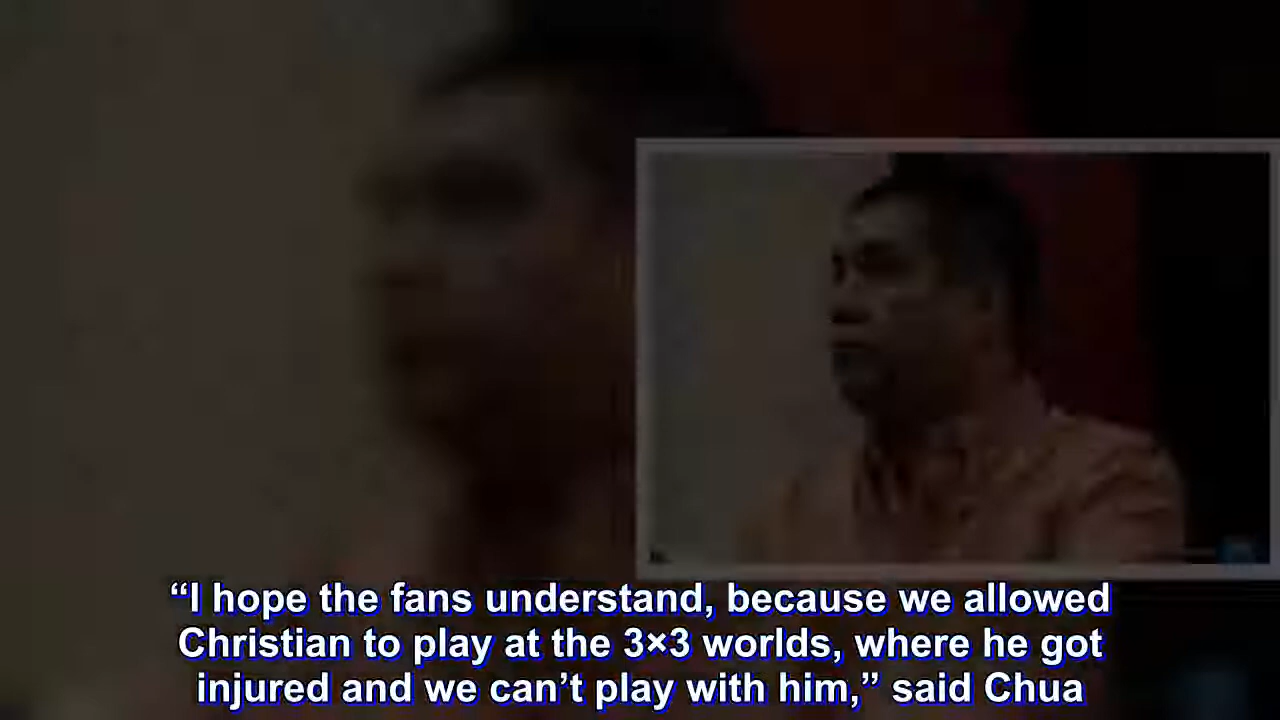 “I hope the fans understand, because we allowed
Christian to play at the 3×3 worlds, where he got
injured and we can’t play with him,” said Chua